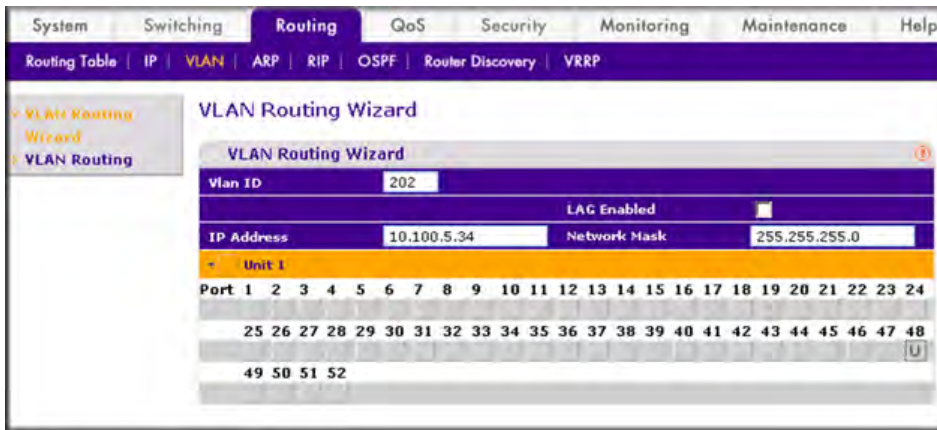 System Switching Routing QoS Security Monitoring Maintenance Help
Routing Table | IP | VLAN | ARP | RIP | OSPF | Router Discovery | VRRP
VLAN Routing
Wizard
VLAN Routing
VLAN Routing Wizard
VLAN Routing Wizard
Vlan ID 202
LAG Enabled
IP Address 10.100.5.34 Network Mask 255.255.255.0
Unit 1
Port 1 2 3 4 5 6 7 8 9 10 11 12 13 14 15 16 17 18 19 20 21 22 23 24
25 26 27 28 29 30 31 32 33 34 35 36 37 38 39 40 41 42 43 44 45 46 47 48
U
49 50 51 52